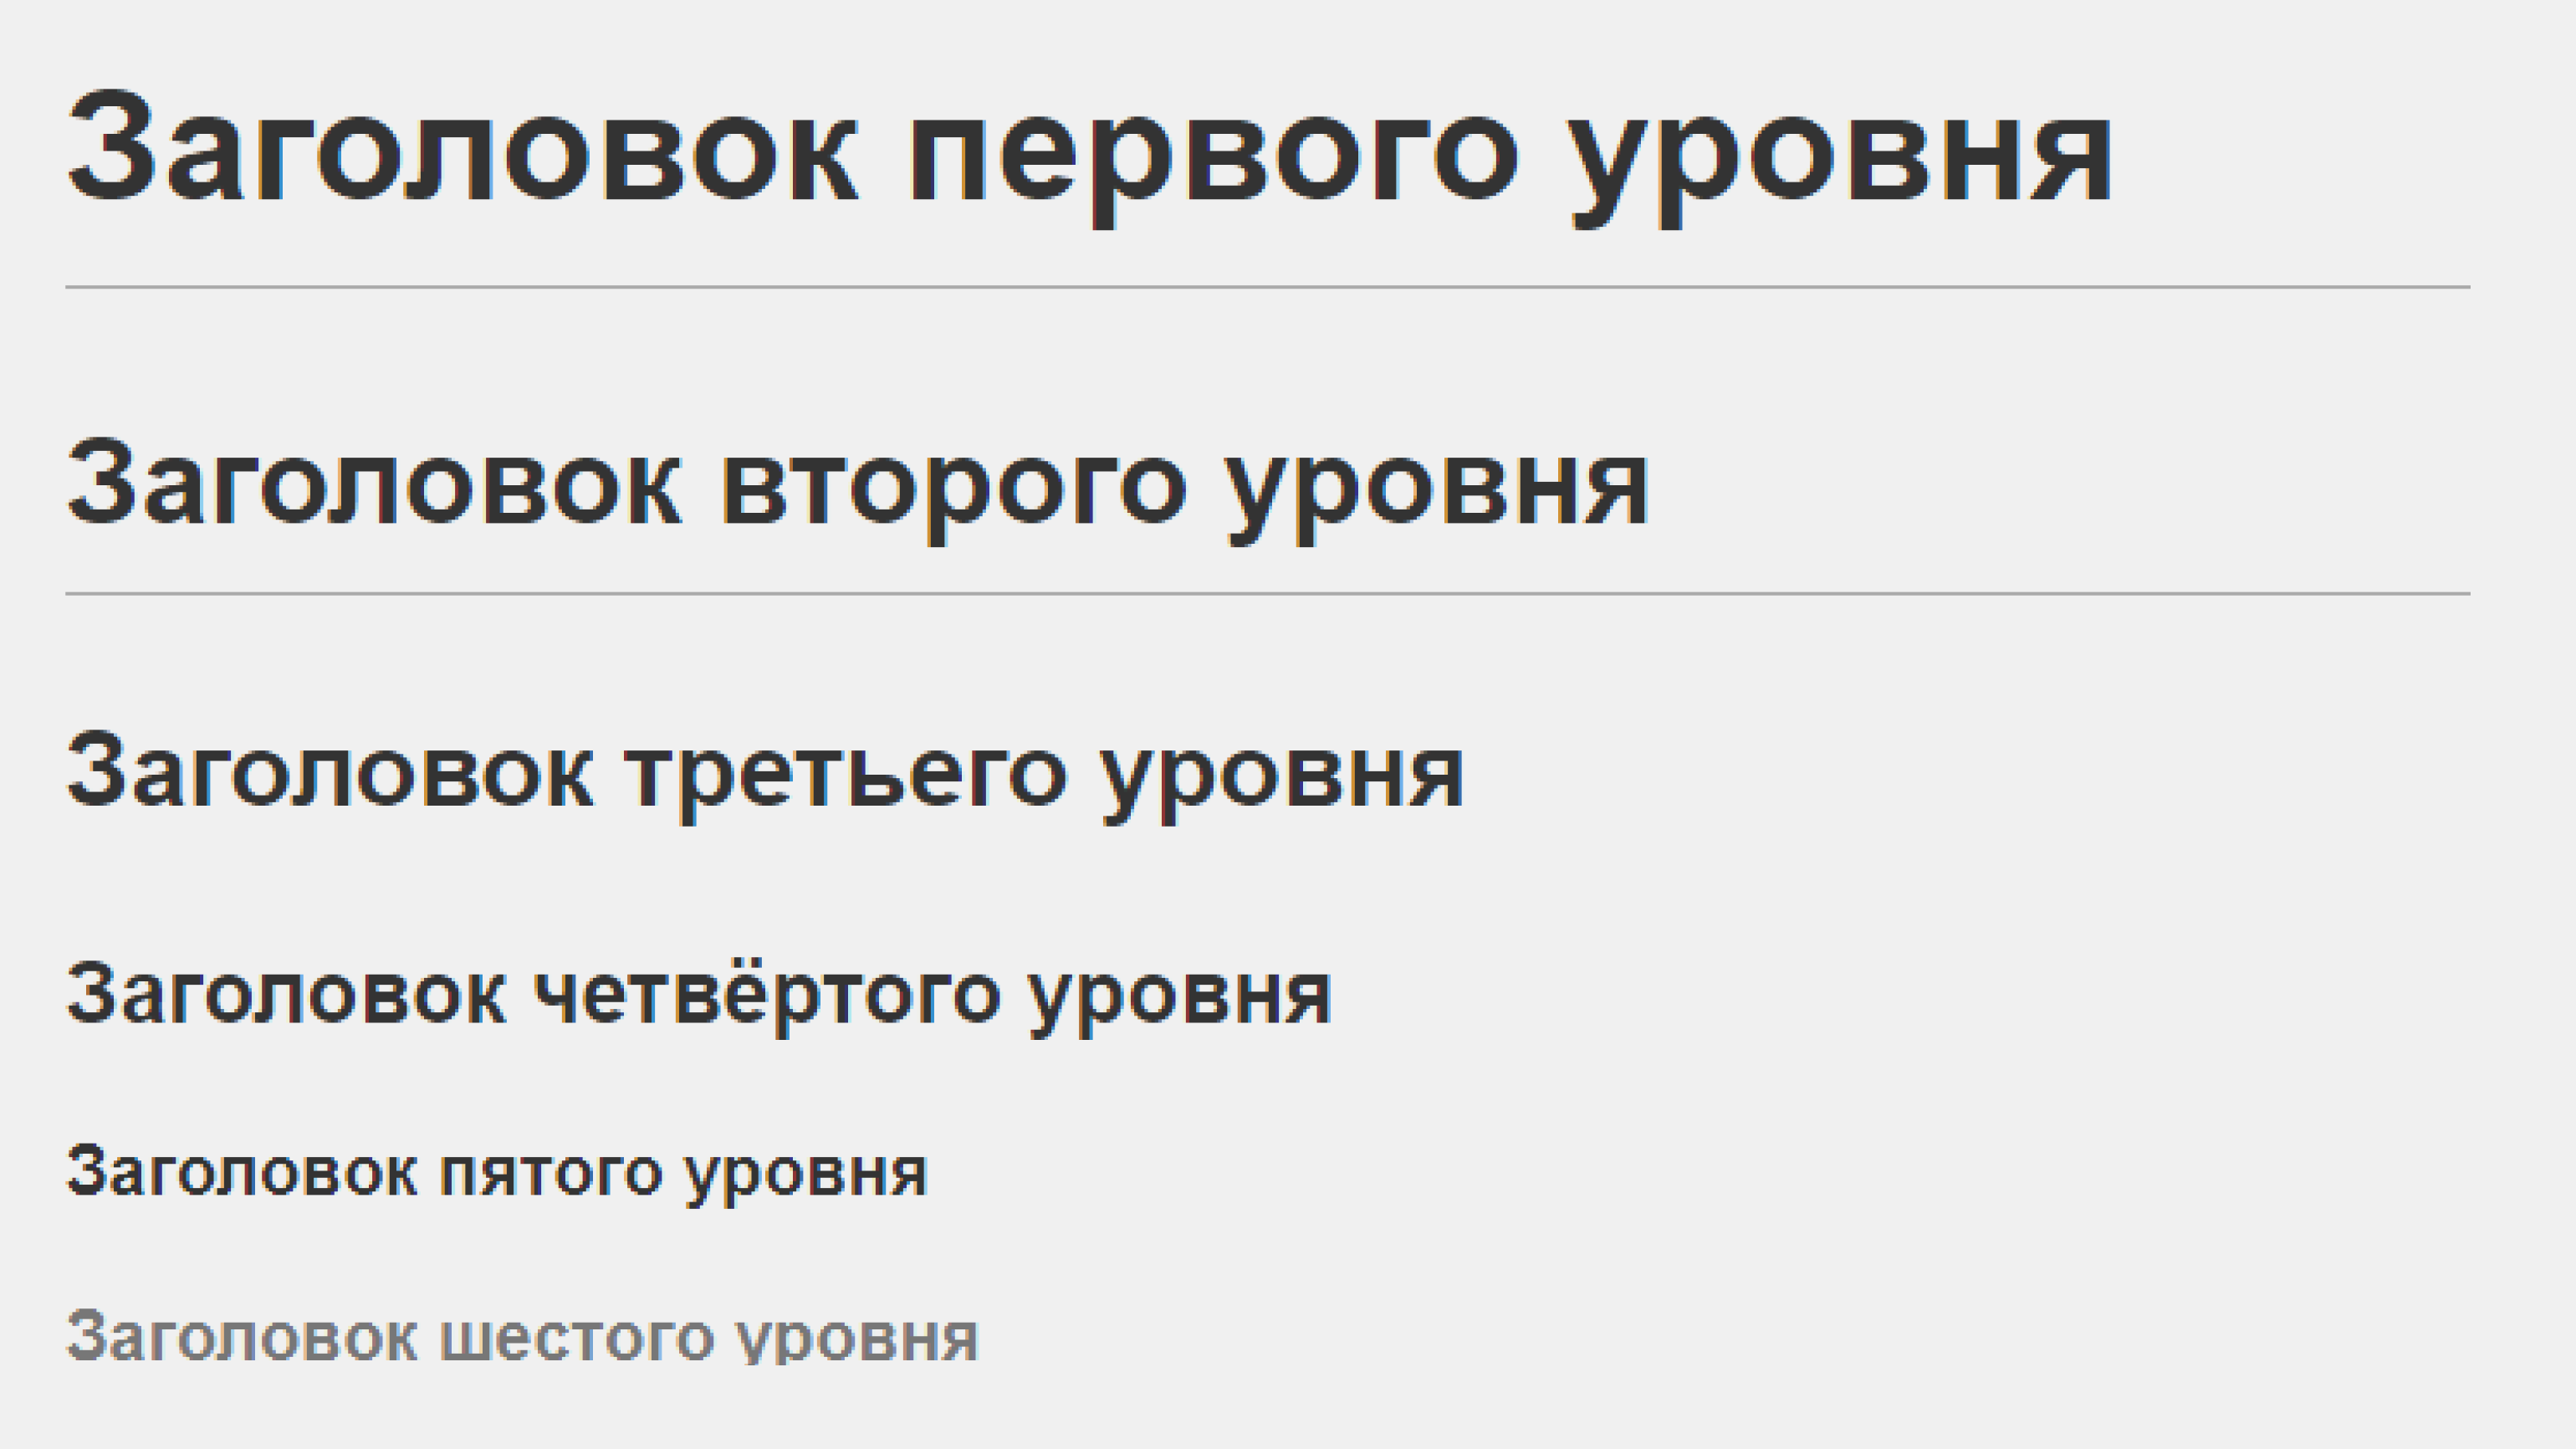 Заголовок первого уровня
Заголовок второго уровня
Заголовок третьего уровня
Заголовок четвёртого уровня
Заголовок пятого уровня
Заголовок шестого уровня